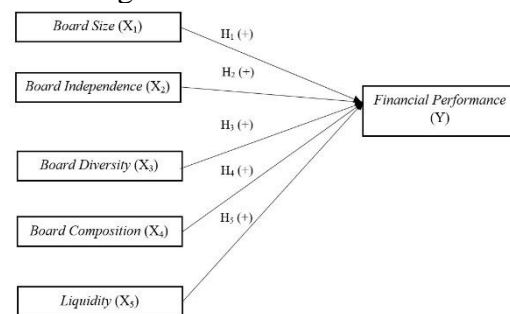 Board Size (X₁)
H₁ (+)
Board Independence (X₂)
H₂ (+)
Financial Performance
(Y)
H₃ (+)
Board Diversity (X₃)
H₄ (+)
Board Composition (X₄)
H₅ (+)
Liquidity (X₅)